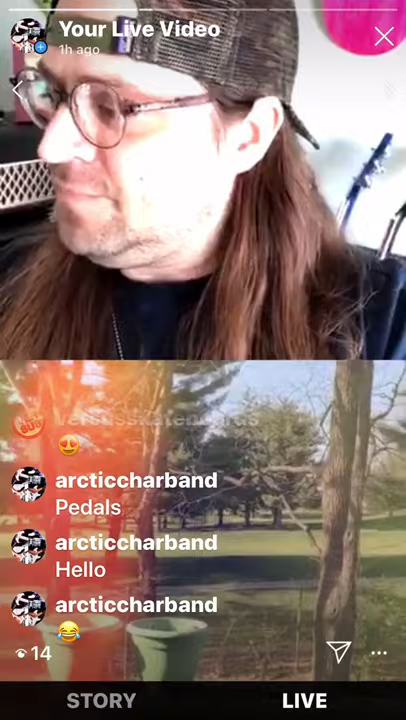 Your Live Video
1h ago
arcticcharband
Pedals
arcticcharband
Hello
arcticcharband
😂
14
STORY
LIVE